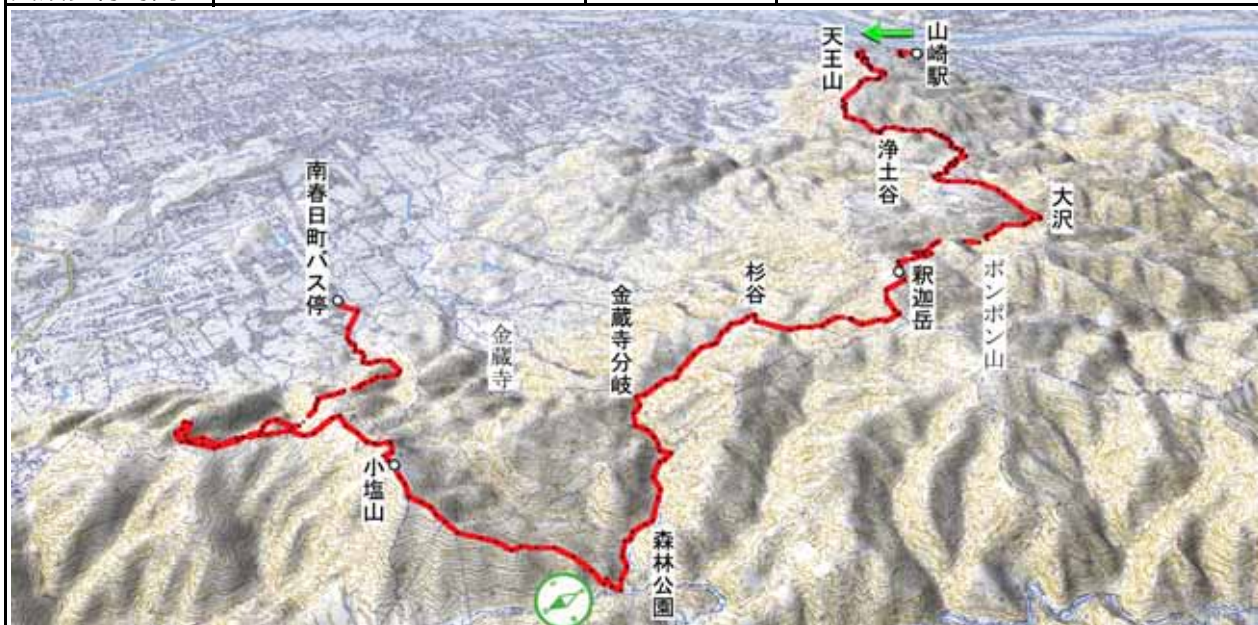 山崎駅
天王山
浄土谷
大沢
釈迦岳
ポンポン山
杉谷
金蔵寺分岐
金蔵寺
南春日町バス停
小塩山
森林公園